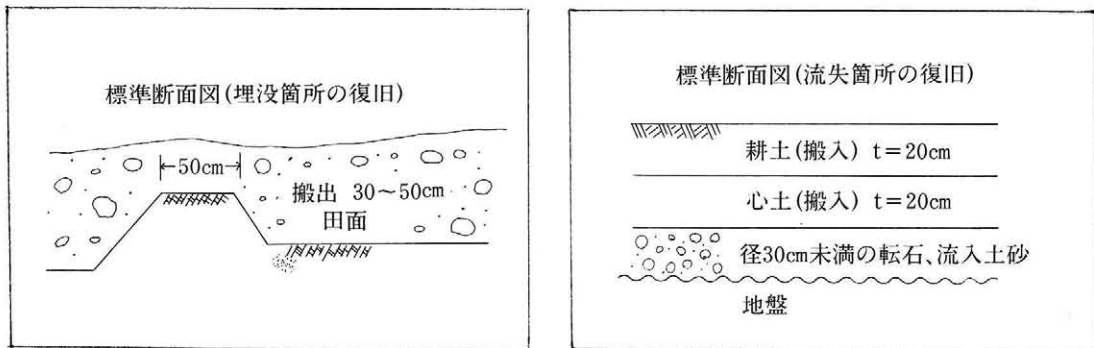 標準断面図(埋没箇所の復旧)
←50cm→
搬出 30～50cm
田面
標準断面図(流失箇所の復旧)
耕土(搬入) t=20cm
心土(搬入) t=20cm
径30cm未満の転石、流入土砂
地盤